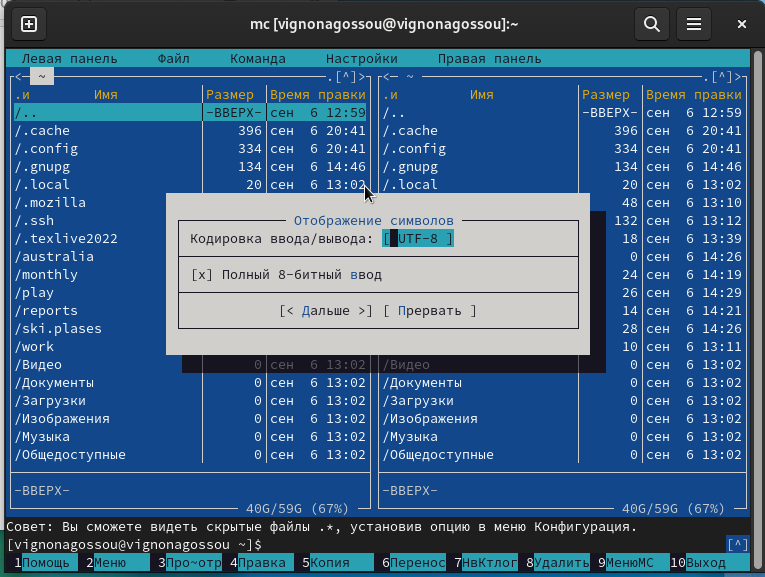 mc [vignonagossou@vignonagossou]:~
Левая панель Файл Команда Настройки Правая панель
<─ ~ .[^]> <─ ~ .[^]>
.и Имя Размер Время правки .и Имя Размер Время правки
/.. -ВВЕРХ- сен 6 12:59 /.. -ВВЕРХ- сен 6 12:59
/.cache 396 сен 6 20:41 /.cache 396 сен 6 20:41
/.config 334 сен 6 20:41 /.config 334 сен 6 20:41
/.gnupg 134 сен 6 14:46 /.gnupg 134 сен 6 14:46
/.local 20 сен 6 13:02 /.local 20 сен 6 13:02
/.mozilla 48 сен 6 13:10
/.ssh Отображение символов 132 сен 6 13:12
/.texlive2022 Кодировка ввода/вывода: [ UTF-8 ] 18 сен 6 13:39
/australia 0 сен 6 14:26
/monthly [x] Полный 8-битный ввод 24 сен 6 14:19
/play 26 сен 6 14:29
/reports [< Дальше >] [ Прервать ] 14 сен 6 14:21
/ski.plases 28 сен 6 14:26
/work 10 сен 6 13:11
/Видео 0 сен 6 13:02 /Видео 0 сен 6 13:02
/Документы 0 сен 6 13:02 /Документы 0 сен 6 13:02
/Загрузки 0 сен 6 13:02 /Загрузки 0 сен 6 13:02
/Изображения 0 сен 6 13:02 /Изображения 0 сен 6 13:02
/Музыка 0 сен 6 13:02 /Музыка 0 сен 6 13:02
/Общедоступные 0 сен 6 13:02 /Общедоступные 0 сен 6 13:02
-ВВЕРХ- -ВВЕРХ-
40G/59G (67%) 40G/59G (67%)
Совет: Вы сможете видеть скрытые файлы .*, установив опцию в меню Конфигурация.
[vignonagossou@vignonagossou ~]$ [^]
1Помощь 2Меню 3Про~отр 4Правка 5Копия 6Перенос 7НвКтлог 8Удалить 9МенюМС 10Выход